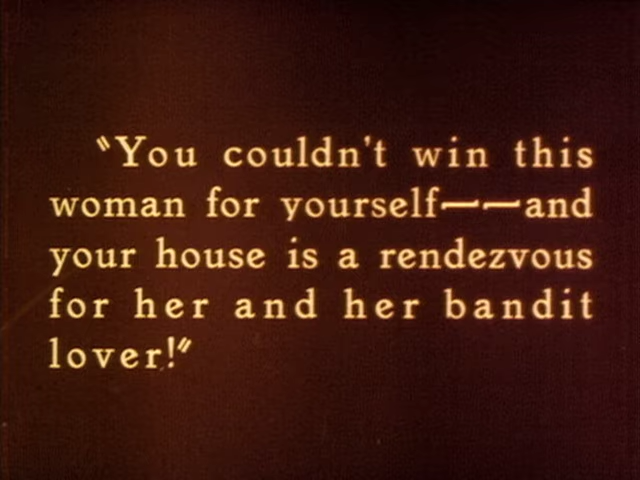 "You couldn't win this
woman for yourself——and
your house is a rendezvous
for her and her bandit
lover!"